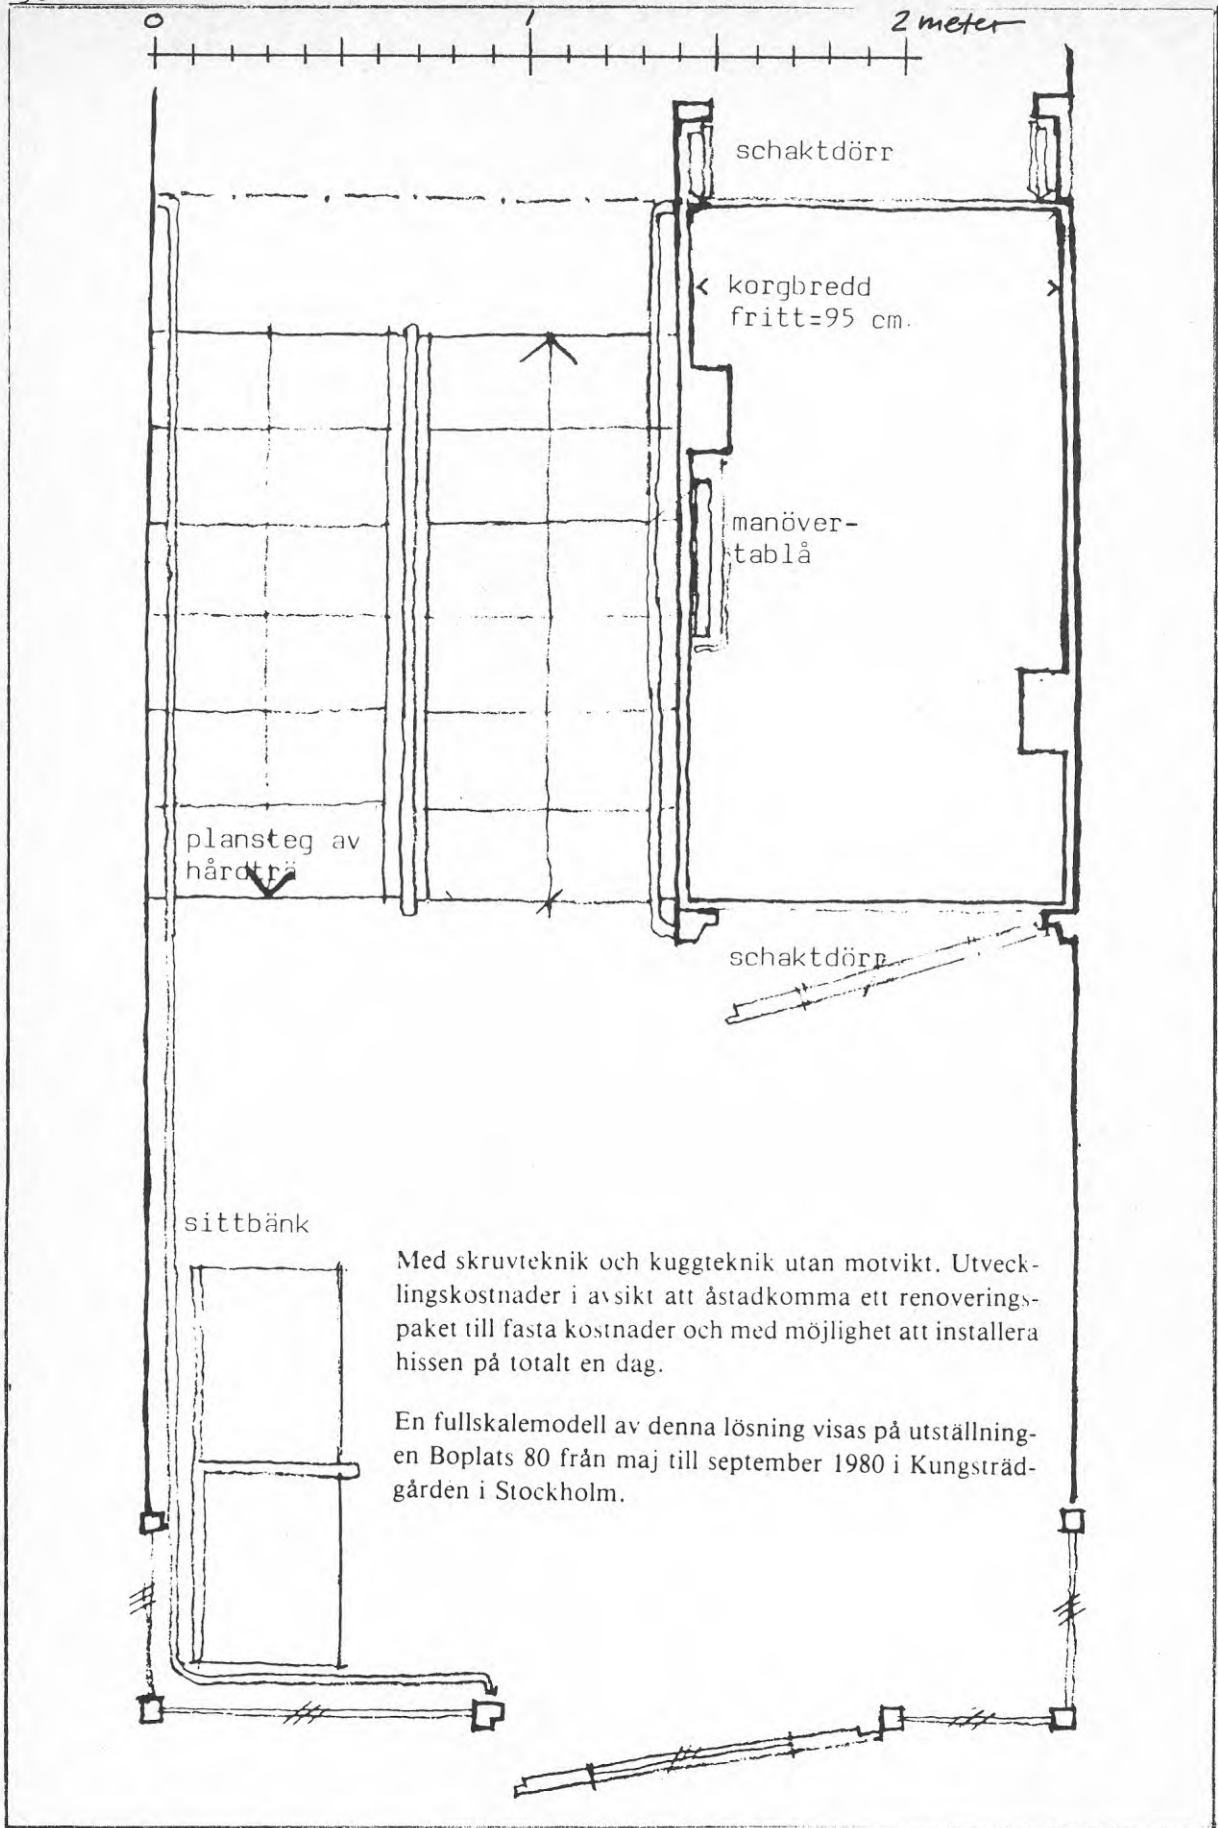 0 1 2 meter
schaktdörr
korgbredd
fritt=95 cm.
manöver-
tablå
plansteg av
hårdträ
schaktdörr
sittbänk
Med skruvteknik och kuggteknik utan motvikt. Utveck-
lingskostnader i avsikt att åstadkomma ett renoverings-
paket till fasta kostnader och med möjlighet att installera
hissen på totalt en dag.
En fullskalemodell av denna lösning visas på utställning-
en Boplats 80 från maj till september 1980 i Kungsträd-
gården i Stockholm.